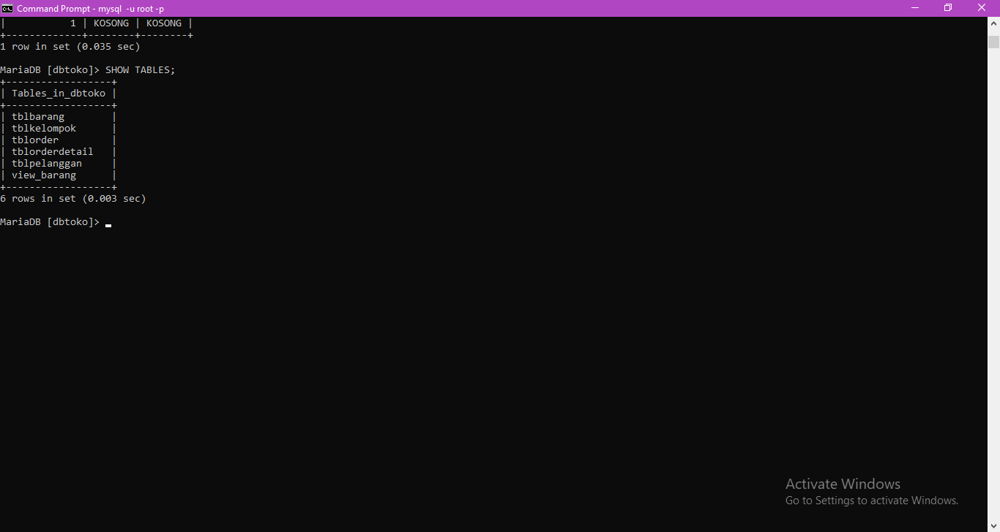 Command Prompt - mysql  -u root -p
|           1 | KOSONG | KOSONG |
+-------------+--------+--------+
1 row in set (0.035 sec)
MariaDB [dbtoko]> SHOW TABLES;
+------------------+
| Tables_in_dbtoko |
+------------------+
| tblbarang        |
| tblkelompok      |
| tblorder         |
| tblorderdetail   |
| tblpelanggan     |
| view_barang      |
+------------------+
6 rows in set (0.003 sec)
MariaDB [dbtoko]> _
Activate Windows
Go to Settings to activate Windows.